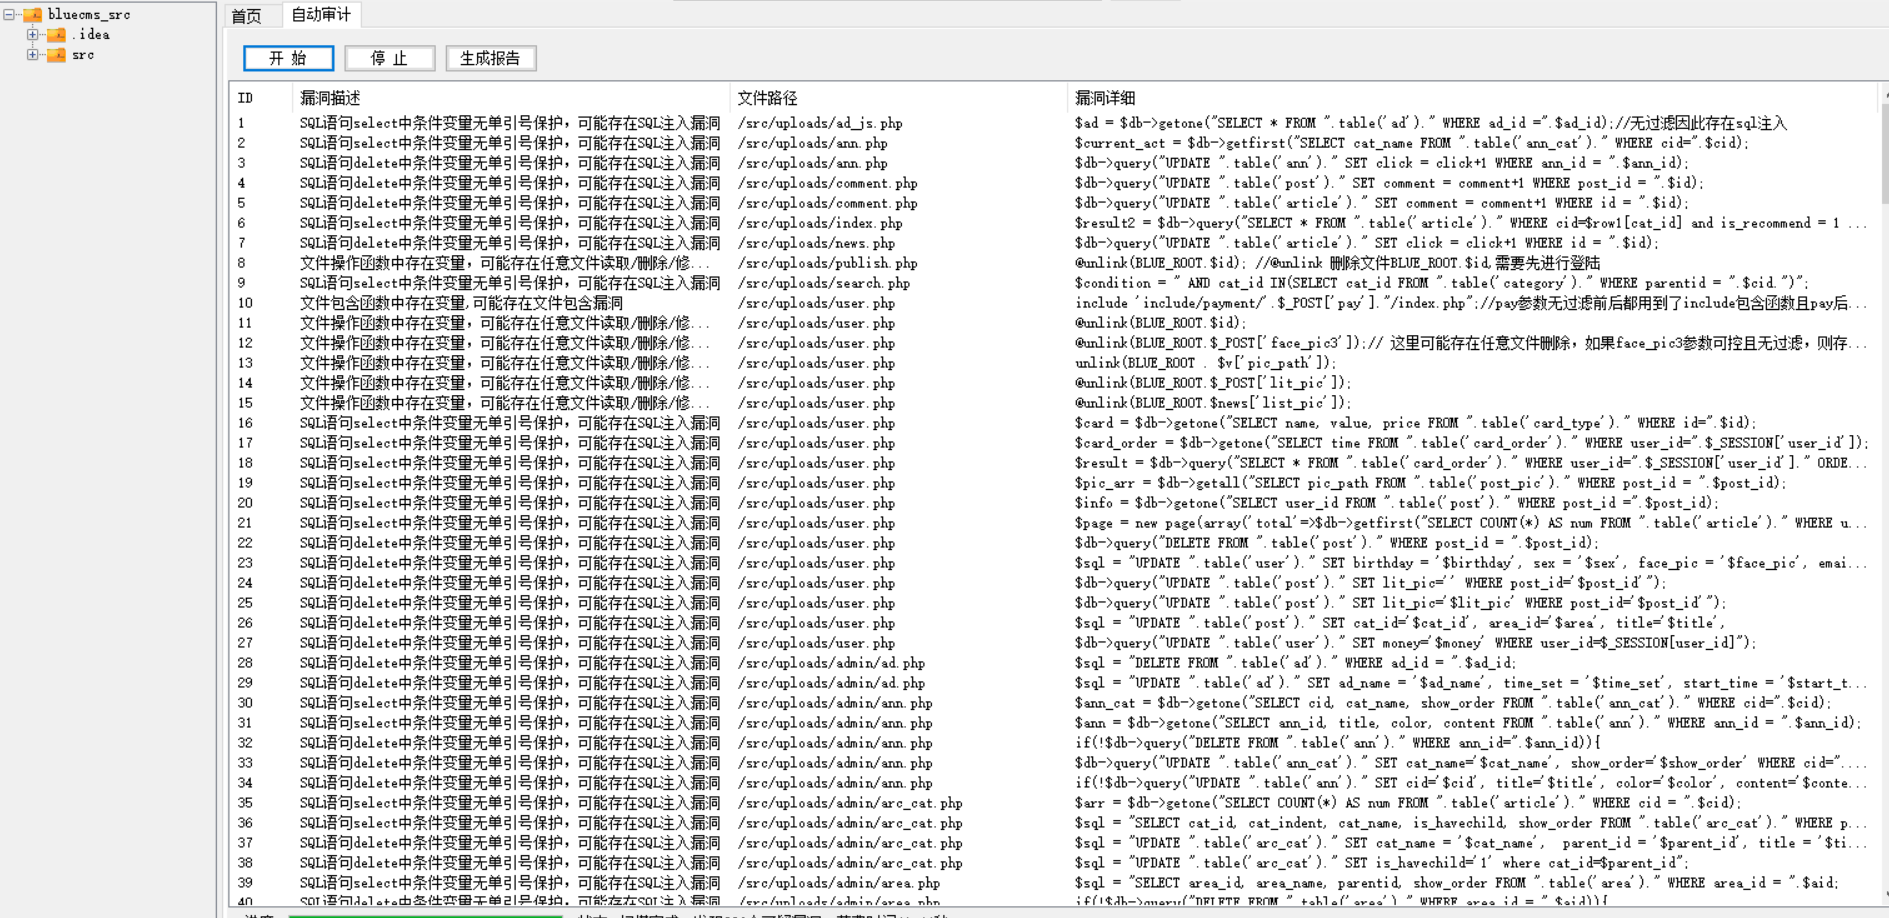 bluecms_src
.idea
src
首页 自动审计
开 始 停 止 生成报告
ID 漏洞描述 文件路径 漏洞详细
1 SQL语句select中条件变量无单引号保护，可能存在SQL注入漏洞 /src/uploads/ad_js.php $ad = $db->getone("SELECT * FROM ".table('ad')." WHERE ad_id =".$ad_id);//无过滤因此存在sql注入
2 SQL语句select中条件变量无单引号保护，可能存在SQL注入漏洞 /src/uploads/ann.php $current_act = $db->getfirst("SELECT cat_name FROM ".table('ann_cat')." WHERE cid=".$cid);
3 SQL语句delete中条件变量无单引号保护，可能存在SQL注入漏洞 /src/uploads/ann.php $db->query("UPDATE ".table('ann')." SET click = click+1 WHERE ann_id = ".$ann_id);
4 SQL语句delete中条件变量无单引号保护，可能存在SQL注入漏洞 /src/uploads/comment.php $db->query("UPDATE ".table('post')." SET comment = comment+1 WHERE post_id = ".$id);
5 SQL语句delete中条件变量无单引号保护，可能存在SQL注入漏洞 /src/uploads/comment.php $db->query("UPDATE ".table('article')." SET comment = comment+1 WHERE id = ".$id);
6 SQL语句select中条件变量无单引号保护，可能存在SQL注入漏洞 /src/uploads/index.php $result2 = $db->query("SELECT * FROM ".table('article')." WHERE cid=$row1[cat_id] and is_recommend = 1 ...
7 SQL语句delete中条件变量无单引号保护，可能存在SQL注入漏洞 /src/uploads/news.php $db->query("UPDATE ".table('article')." SET click = click+1 WHERE id = ".$id);
8 文件操作函数中存在变量，可能存在任意文件读取/删除/修... /src/uploads/publish.php @unlink(BLUE_ROOT.$id); //@unlink 删除文件BLUE_ROOT.$id,需要先进行登陆
9 SQL语句select中条件变量无单引号保护，可能存在SQL注入漏洞 /src/uploads/search.php $condition = " AND cat_id IN(SELECT cat_id FROM ".table('category')." WHERE parentid = ".$cid.")";
10 文件包含函数中存在变量,可能存在文件包含漏洞 /src/uploads/user.php include 'include/payment/'.$_POST['pay']."/index.php";//pay参数无过滤前后都用到了include包含函数且pay后...
11 文件操作函数中存在变量，可能存在任意文件读取/删除/修... /src/uploads/user.php @unlink(BLUE_ROOT.$id);
12 文件操作函数中存在变量，可能存在任意文件读取/删除/修... /src/uploads/user.php @unlink(BLUE_ROOT.$_POST['face_pic3']);// 这里可能存在任意文件删除，如果face_pic3参数可控且无过滤，则存...
13 文件操作函数中存在变量，可能存在任意文件读取/删除/修... /src/uploads/user.php unlink(BLUE_ROOT . $v['pic_path']);
14 文件操作函数中存在变量，可能存在任意文件读取/删除/修... /src/uploads/user.php @unlink(BLUE_ROOT.$_POST['lit_pic']);
15 文件操作函数中存在变量，可能存在任意文件读取/删除/修... /src/uploads/user.php @unlink(BLUE_ROOT.$news['list_pic']);
16 SQL语句select中条件变量无单引号保护，可能存在SQL注入漏洞 /src/uploads/user.php $card = $db->getone("SELECT name, value, price FROM ".table('card_type')." WHERE id=".$id);
17 SQL语句select中条件变量无单引号保护，可能存在SQL注入漏洞 /src/uploads/user.php $card_order = $db->getone("SELECT time FROM ".table('card_order')." WHERE user_id=".$_SESSION['user_id']);
18 SQL语句select中条件变量无单引号保护，可能存在SQL注入漏洞 /src/uploads/user.php $result = $db->query("SELECT * FROM ".table('card_order')." WHERE user_id=".$_SESSION['user_id']." ORDE...
19 SQL语句select中条件变量无单引号保护，可能存在SQL注入漏洞 /src/uploads/user.php $pic_arr = $db->getall("SELECT pic_path FROM ".table('post_pic')." WHERE post_id = ".$post_id);
20 SQL语句select中条件变量无单引号保护，可能存在SQL注入漏洞 /src/uploads/user.php $info = $db->getone("SELECT user_id FROM ".table('post')." WHERE post_id =".$post_id);
21 SQL语句select中条件变量无单引号保护，可能存在SQL注入漏洞 /src/uploads/user.php $page = new page(array('total'=>$db->getfirst("SELECT COUNT(*) AS num FROM ".table('article')." WHERE u...
22 SQL语句delete中条件变量无单引号保护，可能存在SQL注入漏洞 /src/uploads/user.php $db->query("DELETE FROM ".table('post')." WHERE post_id = ".$post_id);
23 SQL语句delete中条件变量无单引号保护，可能存在SQL注入漏洞 /src/uploads/user.php $sql = "UPDATE ".table('user')." SET birthday = '$birthday', sex = '$sex', face_pic = '$face_pic', emai...
24 SQL语句delete中条件变量无单引号保护，可能存在SQL注入漏洞 /src/uploads/user.php $db->query("UPDATE ".table('post')." SET lit_pic='' WHERE post_id='$post_id'");
25 SQL语句delete中条件变量无单引号保护，可能存在SQL注入漏洞 /src/uploads/user.php $db->query("UPDATE ".table('post')." SET lit_pic='$lit_pic' WHERE post_id='$post_id'");
26 SQL语句delete中条件变量无单引号保护，可能存在SQL注入漏洞 /src/uploads/user.php $sql = "UPDATE ".table('post')." SET cat_id='$cat_id', area_id='$area', title='$title',
27 SQL语句delete中条件变量无单引号保护，可能存在SQL注入漏洞 /src/uploads/user.php $db->query("UPDATE ".table('user')." SET money='$money' WHERE user_id=$_SESSION[user_id]");
28 SQL语句delete中条件变量无单引号保护，可能存在SQL注入漏洞 /src/uploads/admin/ad.php $sql = "DELETE FROM ".table('ad')." WHERE ad_id = ".$ad_id;
29 SQL语句delete中条件变量无单引号保护，可能存在SQL注入漏洞 /src/uploads/admin/ad.php $sql = "UPDATE ".table('ad')." SET ad_name = '$ad_name', time_set = '$time_set', start_time = '$start_t...
30 SQL语句select中条件变量无单引号保护，可能存在SQL注入漏洞 /src/uploads/admin/ann.php $ann_cat = $db->getone("SELECT cid, cat_name, show_order FROM ".table('ann_cat')." WHERE cid=".$cid);
31 SQL语句select中条件变量无单引号保护，可能存在SQL注入漏洞 /src/uploads/admin/ann.php $ann = $db->getone("SELECT ann_id, title, color, content FROM ".table('ann')." WHERE ann_id = ".$ann_id);
32 SQL语句delete中条件变量无单引号保护，可能存在SQL注入漏洞 /src/uploads/admin/ann.php if(!$db->query("DELETE FROM ".table('ann')." WHERE ann_id=".$ann_id)){
33 SQL语句delete中条件变量无单引号保护，可能存在SQL注入漏洞 /src/uploads/admin/ann.php $db->query("UPDATE ".table('ann_cat')." SET cat_name='$cat_name', show_order='$show_order' WHERE cid="....
34 SQL语句delete中条件变量无单引号保护，可能存在SQL注入漏洞 /src/uploads/admin/ann.php if(!$db->query("UPDATE ".table('ann')." SET cid='$cid', title='$title', color='$color', content='$conte...
35 SQL语句select中条件变量无单引号保护，可能存在SQL注入漏洞 /src/uploads/admin/arc_cat.php $arr = $db->getone("SELECT COUNT(*) AS num FROM ".table('article')." WHERE cid = ".$cid);
36 SQL语句select中条件变量无单引号保护，可能存在SQL注入漏洞 /src/uploads/admin/arc_cat.php $sql = "SELECT cat_id, cat_indent, cat_name, is_havechild, show_order FROM ".table('arc_cat')." WHERE p...
37 SQL语句delete中条件变量无单引号保护，可能存在SQL注入漏洞 /src/uploads/admin/arc_cat.php $sql = "UPDATE ".table('arc_cat')." SET cat_name = '$cat_name', parent_id = '$parent_id', title = '$ti...
38 SQL语句delete中条件变量无单引号保护，可能存在SQL注入漏洞 /src/uploads/admin/arc_cat.php $sql = "UPDATE ".table('arc_cat')." SET is_havechild='1' where cat_id=$parent_id";
39 SQL语句select中条件变量无单引号保护，可能存在SQL注入漏洞 /src/uploads/admin/area.php $sql = "SELECT area_id, area_name, parentid, show_order FROM ".table('area')." WHERE area_id = ".$aid;
40 SQL语句delete中条件变量无单引号保护，可能存在SQL注入漏洞 /src/uploads/admin/area.php if(!$db->query("DELETE FROM ".table('area')." WHERE area_id = ".$aid)){